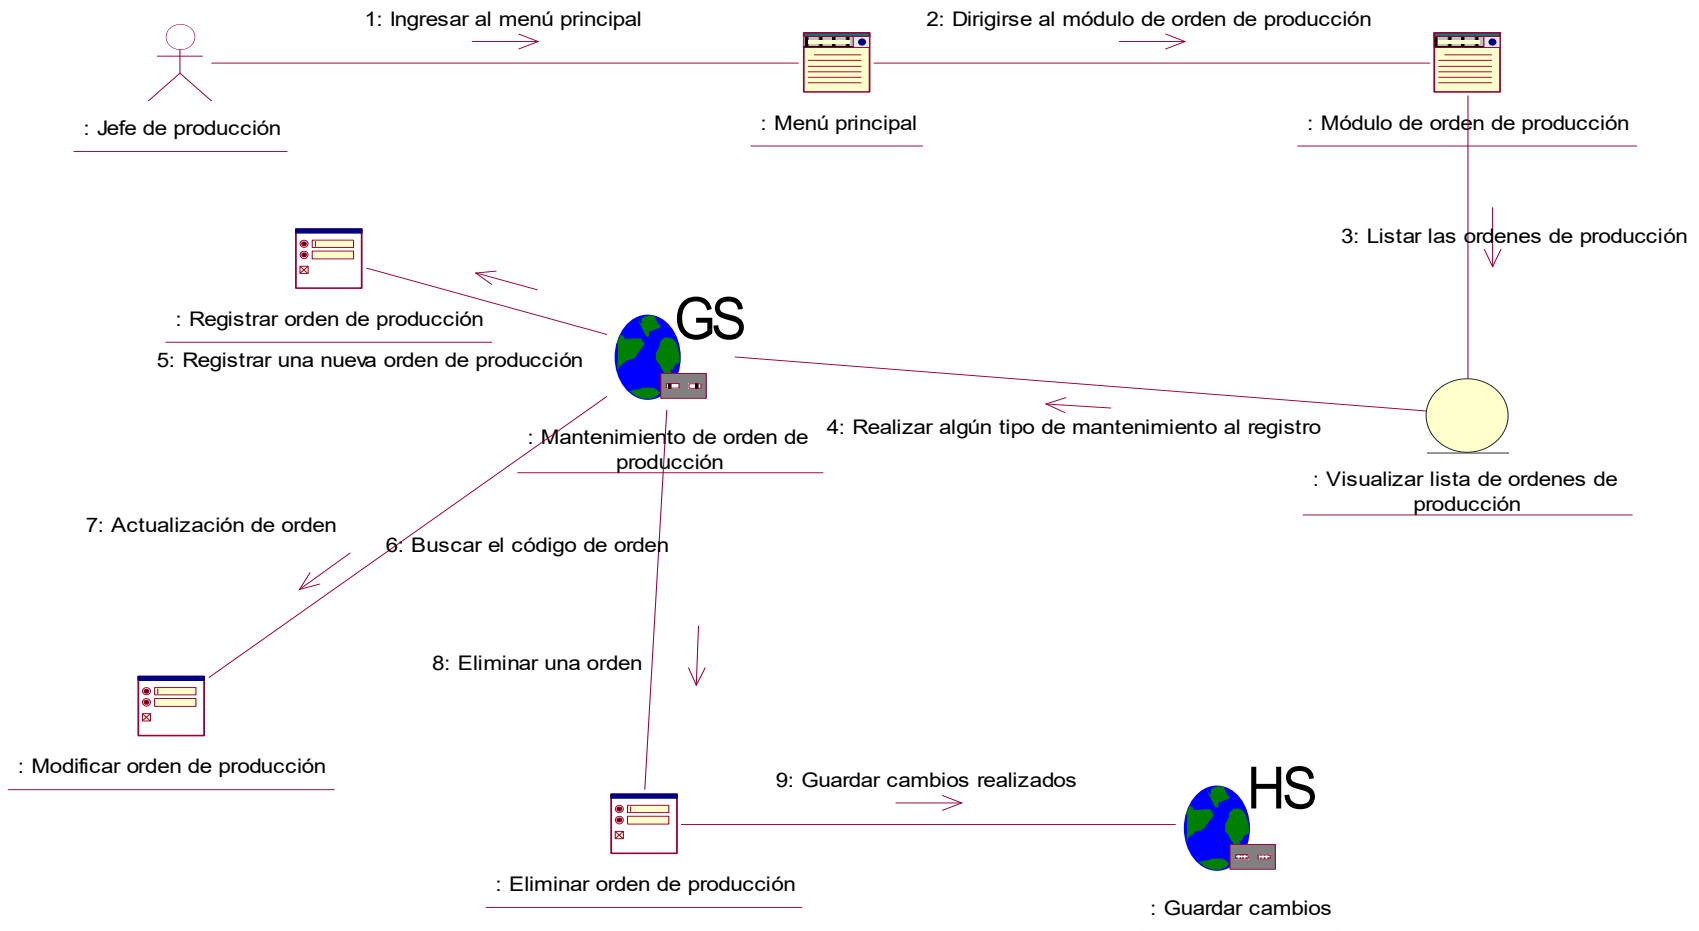 1: Ingresar al menú principal
2: Dirigirse al módulo de orden de producción
: Jefe de producción
: Menú principal
: Módulo de orden de producción
3: Listar las ordenes de producción
: Registrar orden de producción
GS
5: Registrar una nueva orden de producción
: Mantenimiento de orden de
producción
4: Realizar algún tipo de mantenimiento al registro
: Visualizar lista de ordenes de
producción
7: Actualización de orden
6: Buscar el código de orden
8: Eliminar una orden
: Modificar orden de producción
9: Guardar cambios realizados
HS
: Eliminar orden de producción
: Guardar cambios